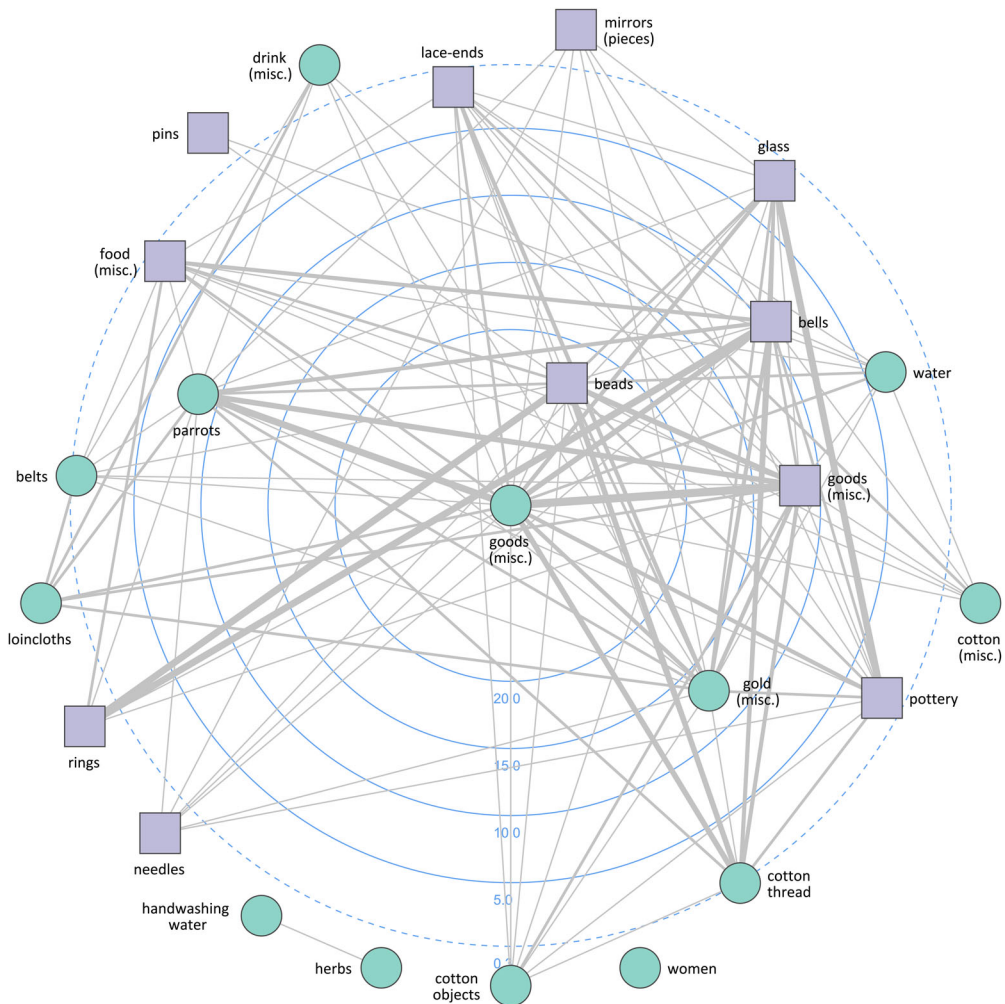 mirrors
(pieces)
drink
(misc.)
lace-ends
pins
glass
food
(misc.)
bells
water
beads
parrots
belts
goods
(misc.)
goods
(misc.)
loincloths
cotton
(misc.)
gold
(misc.)
pottery
20.0
rings
15.0
10.0
needles
cotton
thread
5.0
handwashing
water
herbs
cotton
objects
women